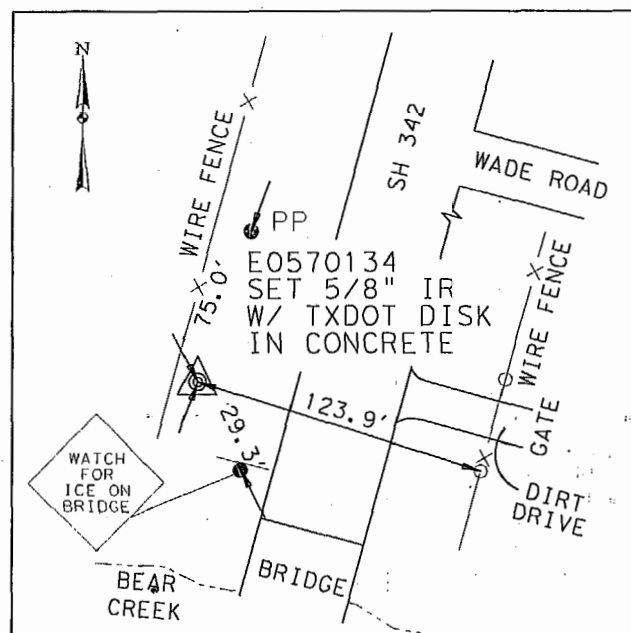 N
WIRE FENCE
SH 342
WADE ROAD
PP
E0570134
SET 5/8" IR
W/ TXDOT DISK
IN CONCRETE
75.0'
WIRE FENCE
123.9'
29.3'
GATE
WATCH
FOR
ICE ON
BRIDGE
DIRT
DRIVE
BRIDGE
BEAR
CREEK